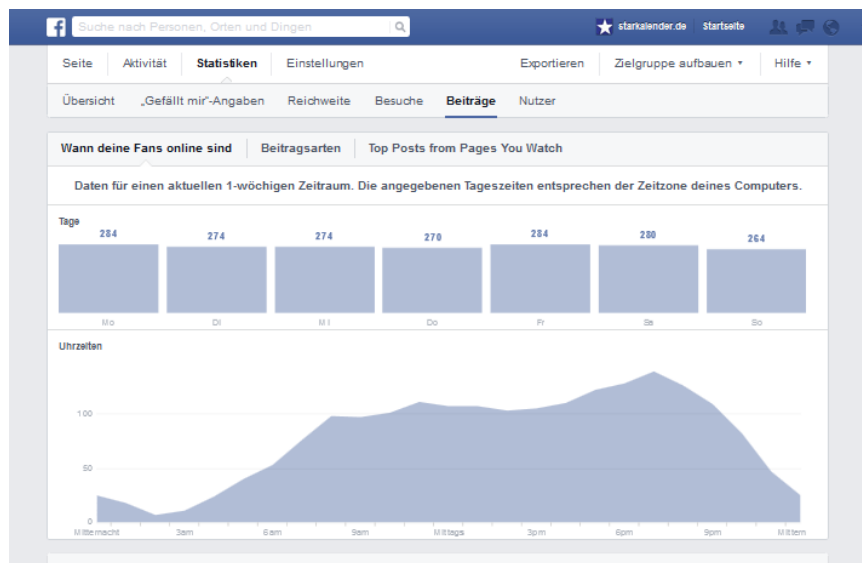 Suche nach Personen, Orten und Dingen
starkalender.de Startseite
Seite Aktivität Statistiken Einstellungen Exportieren Zielgruppe aufbauen Hilfe
Übersicht „Gefällt mir"-Angaben Reichweite Besuche Beiträge Nutzer
Wann deine Fans online sind Beitragsarten Top Posts from Pages You Watch
Daten für einen aktuellen 1-wöchigen Zeitraum. Die angegebenen Tageszeiten entsprechen der Zeitzone deines Computers.
Tage
284 274 274 270 284 280 264
Mo Di Mi Do Fr Sa So
Uhrzeiten
100
50
0
Mitternacht 3am 6am 9am Mittags 3pm 6pm 9pm Mittern